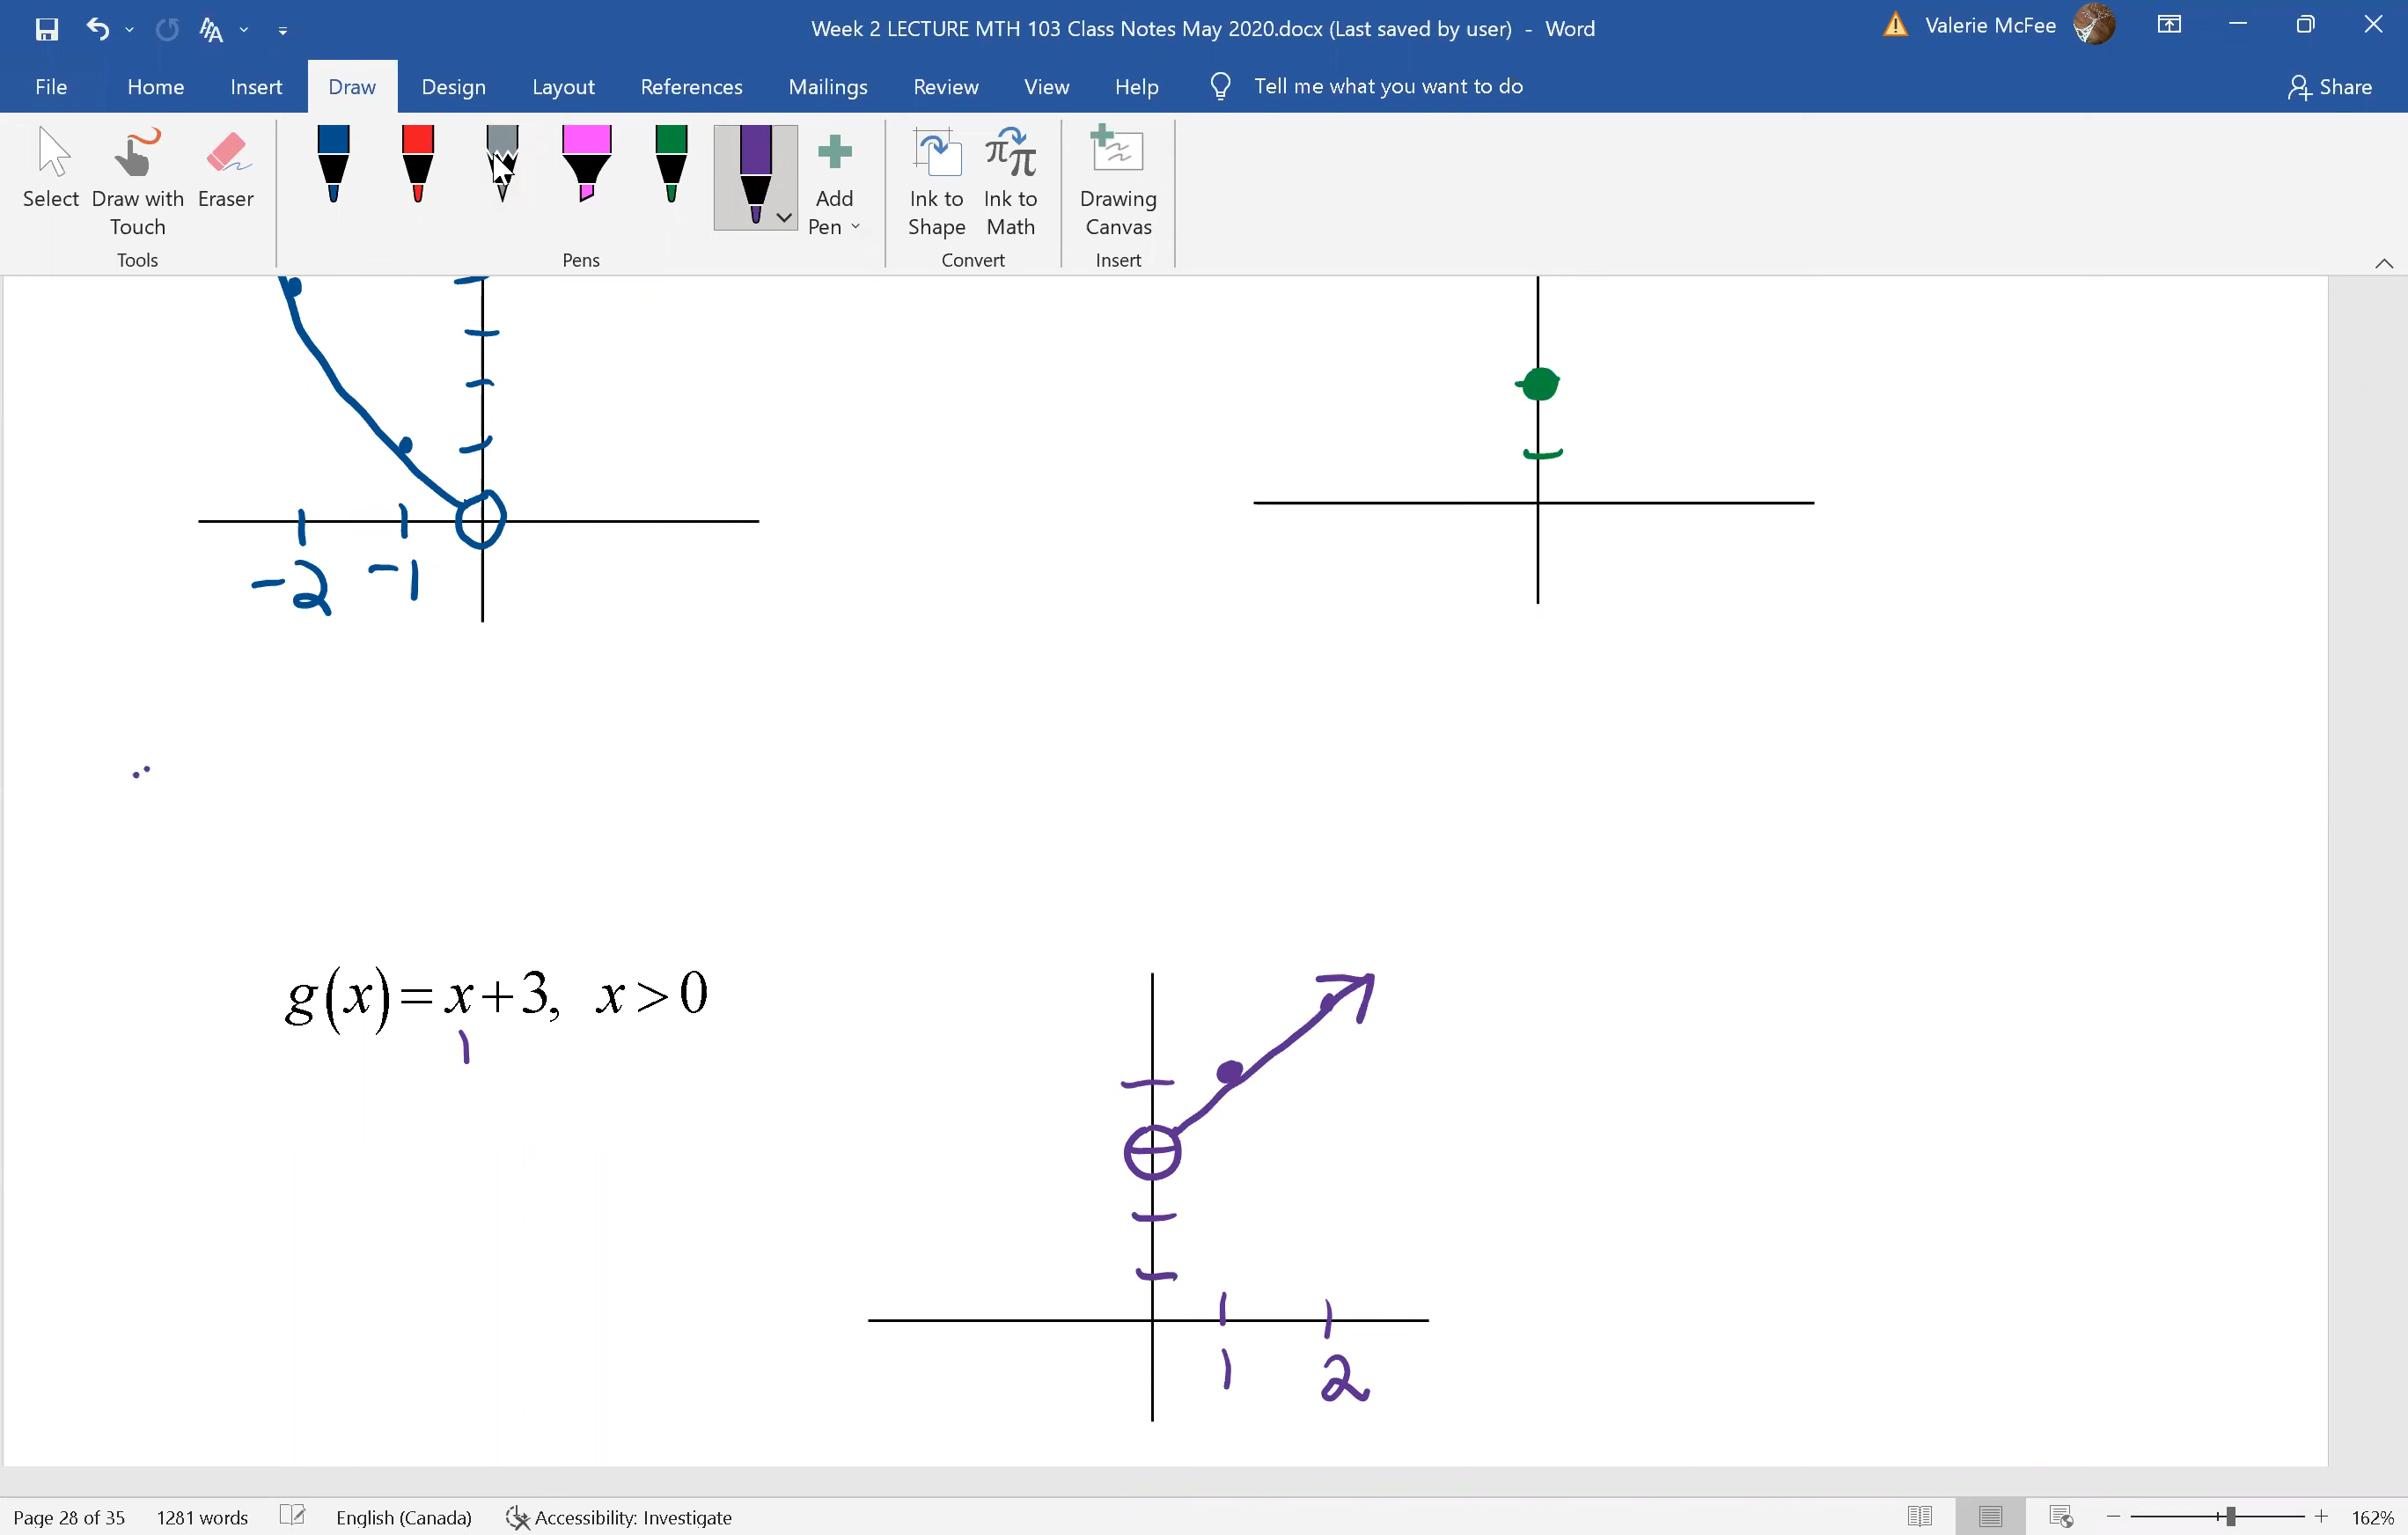 Week 2 LECTURE MTH 103 Class Notes May 2020.docx (Last saved by user) - Word
Valerie McFee
File Home Insert Draw Design Layout References Mailings Review View Help Tell me what you want to do Share
Select Draw with Touch Eraser
Add Pen
Ink to Shape Ink to Math
Drawing Canvas
Tools Pens Convert Insert
-2 -1
g(x)=x+3, x>0
1
1 2
Page 28 of 35 1281 words English (Canada) Accessibility: Investigate 162%